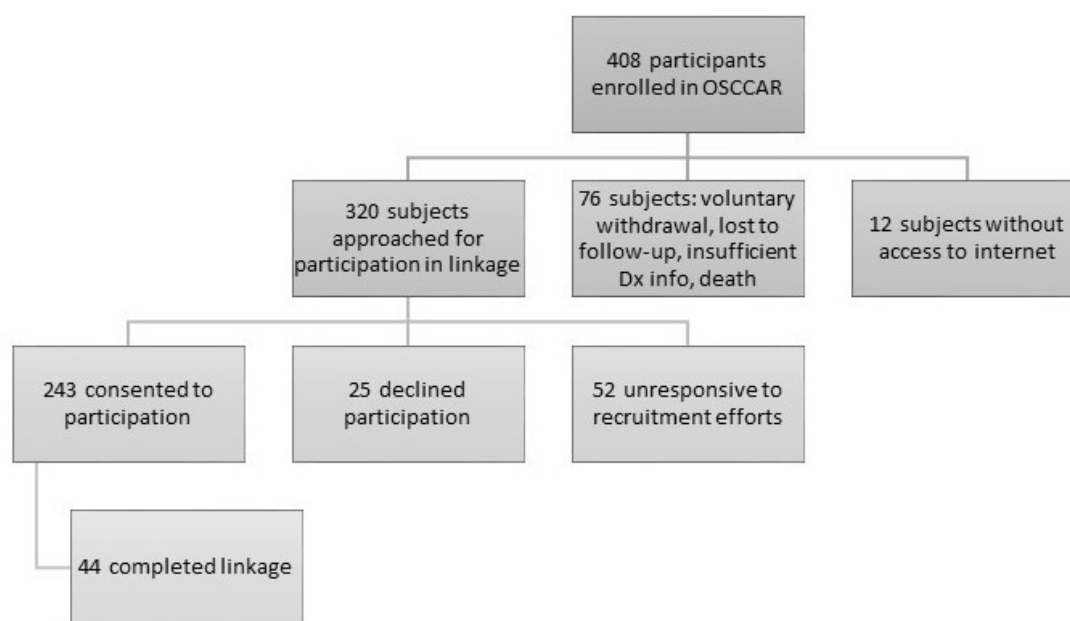 408 participants
enrolled in OSCCAR
320 subjects
approached for
participation in linkage
76 subjects: voluntary
withdrawal, lost to
follow-up, insufficient
Dx info, death
12 subjects without
access to internet
243 consented to
participation
25 declined
participation
52 unresponsive to
recruitment efforts
44 completed linkage